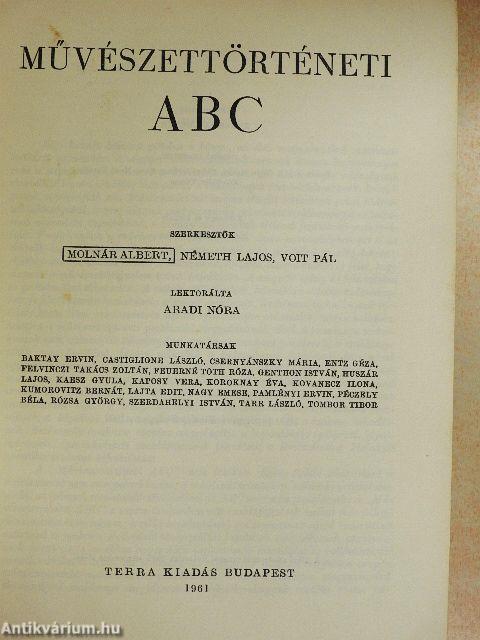 MŰVÉSZETTÖRTÉNETI
ABC
SZERKESZTŐK
MOLNÁR ALBERT, NÉMETH LAJOS, VOIT PÁL
LEKTORÁLTA
ARADI NÓRA
MUNKATÁRSAK
BAKTAY ERVIN, CASTIGLIONE LÁSZLÓ, CSERNYÁNSZKY MÁRIA, ENTZ GÉZA,
FELVINCZI TAKÁCS ZOLTÁN, FEUERNÉ TÓTH RÓZA, GENTHON ISTVÁN, HUSZÁR
LAJOS, KAESZ GYULA, KAPOSY VERA, KOROKNAY ÉVA, KOVANECZ ILONA,
KUMOROVITZ BERNÁT, LAJTA EDIT, NAGY EMESE, PAMLÉNYI ERVIN, PÉCZELY
BÉLA, RÓZSA GYÖRGY, SZERDAHELYI ISTVÁN, TARR LÁSZLÓ, TOMBOR TIBOR
TERRA KIADÁS BUDAPEST
1961
Antikvárium.hu